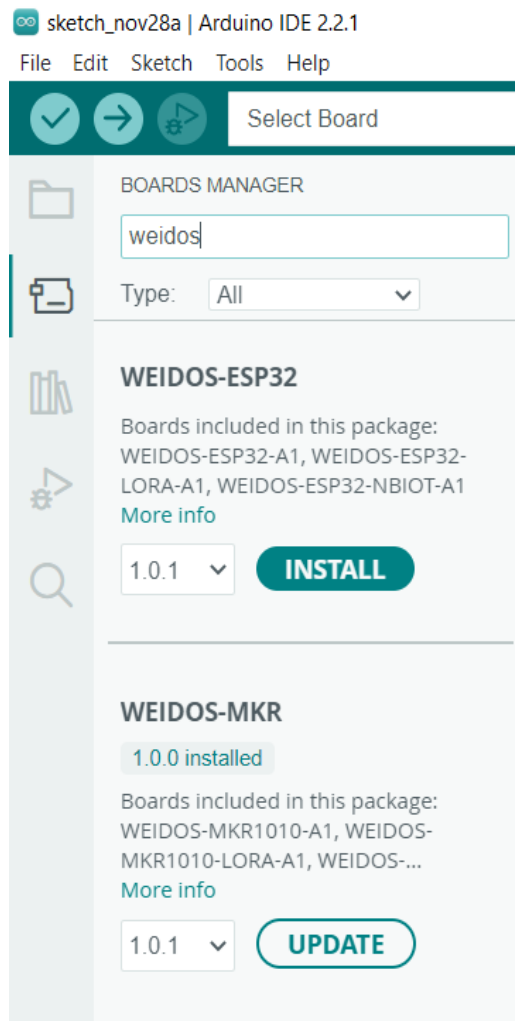 sketch_nov28a | Arduino IDE 2.2.1
File Edit Sketch Tools Help
Select Board
BOARDS MANAGER
weidos
Type: All
WEIDOS-ESP32
Boards included in this package:
WEIDOS-ESP32-A1, WEIDOS-ESP32-
LORA-A1, WEIDOS-ESP32-NBIOT-A1
More info
1.0.1 INSTALL
WEIDOS-MKR
1.0.0 installed
Boards included in this package:
WEIDOS-MKR1010-A1, WEIDOS-
MKR1010-LORA-A1, WEIDOS-...
More info
1.0.1 UPDATE